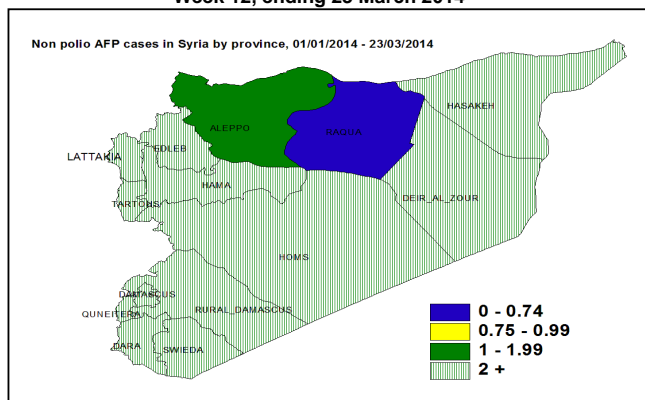 Week 12, ending 23 March 2014
Non polio AFP cases in Syria by province, 01/01/2014 - 23/03/2014
HASAKEH
ALEPPO
RAQUA
EDLEB
LATTAKIA
HAMA
DEIR_AL_ZOUR
TARTOUS
HOMS
DAMASCUS
RURAL_DAMASCUS
QUNEITERA
DARA
SWIEDA
0 - 0.74
0.75 - 0.99
1 - 1.99
2 +